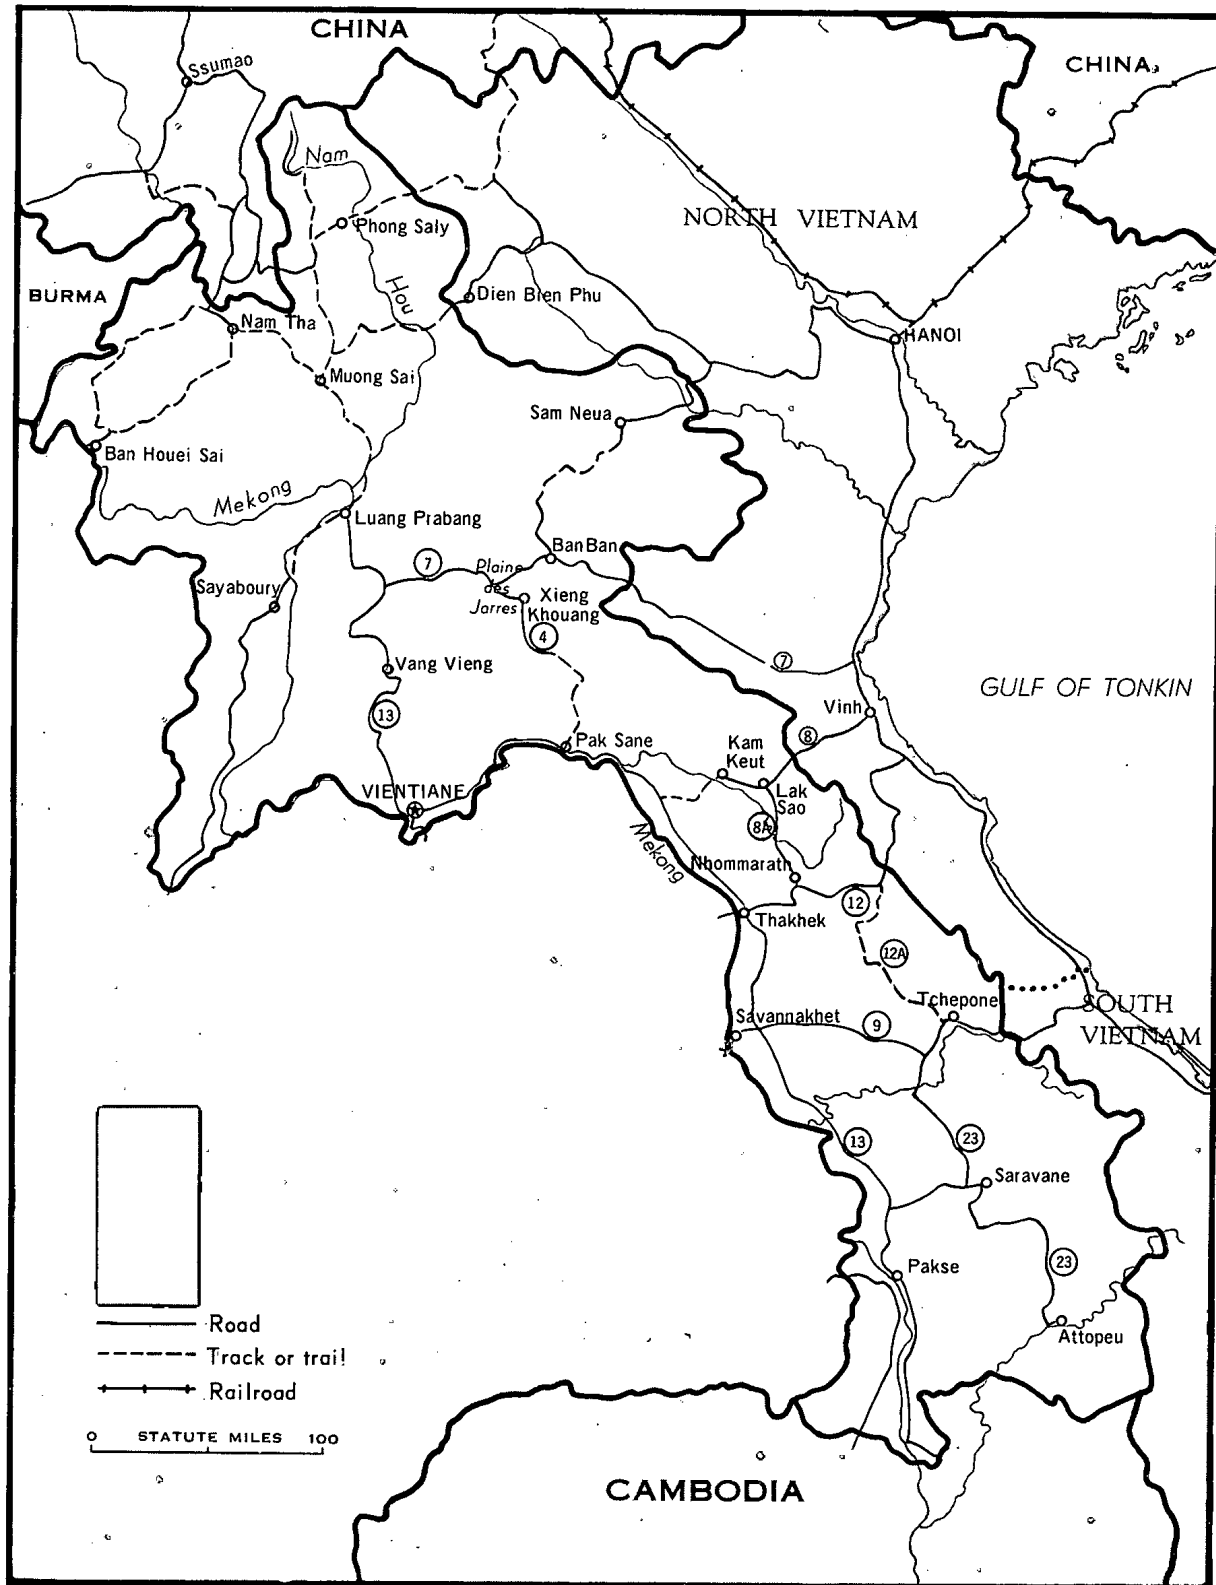 CHINA
CHINA
Ssumao
Nam
Phong Saly
NORTH VIETNAM
Hou
BURMA
Dien Bien Phu
Nam Tha
HANOI
Muong Sai
Sam Neua
Ban Houei Sai
Mekong
Luang Prabang
7
Ban Ban
Plaine
des
Jarres
Sayaboury
Xieng
Khouang
4
Vang Vieng
7
GULF OF TONKIN
13
Vinh
8
Pak Sane
Kam
Keut
VIENTIANE
Lak
Sao
8A
Mekong
Nhommarath
12
Thakhek
12A
Tchepone
SOUTH
VIETNAM
Savannakhet
9
13
23
Saravane
23
Pakse
Attopeu
Road
Track or trail
Railroad
0 STATUTE MILES 100
CAMBODIA